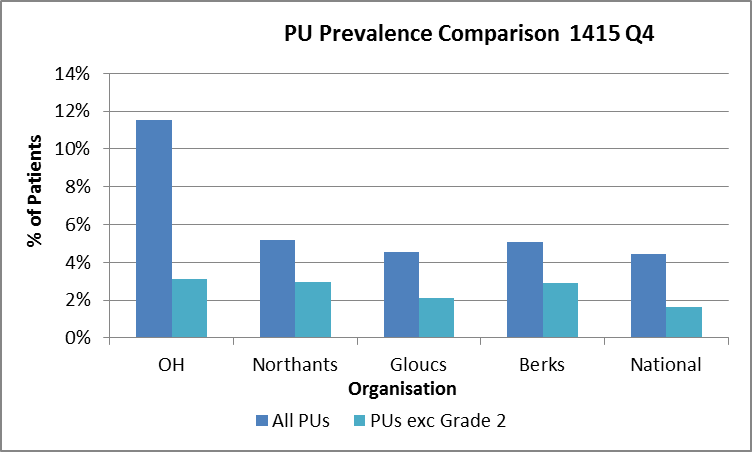 PU Prevalence Comparison 1415 Q4
% of Patients
14%
12%
10%
8%
6%
4%
2%
0%
OH Northants Gloucs Berks National
Organisation
All PUs PUs exc Grade 2